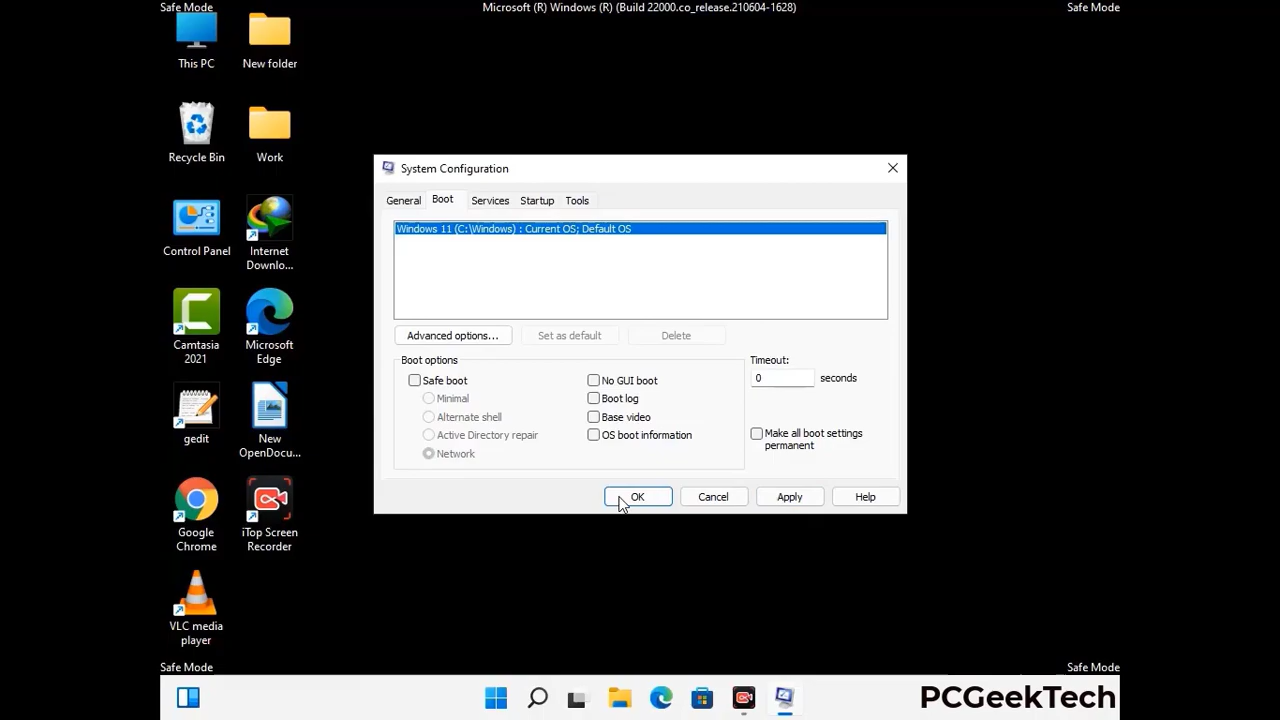 Safe Mode
Microsoft (R) Windows (R) (Build 22000.co_release.210604-1628)
Safe Mode
This PC
New folder
Recycle Bin
Work
Control Panel
Internet
Downlo...
Camtasia
2021
Microsoft
Edge
gedit
New
OpenDocu...
Google
Chrome
iTop Screen
Recorder
VLC media
player
System Configuration
General
Boot
Services
Startup
Tools
Windows 11 (C:\Windows) : Current OS; Default OS
Advanced options...
Set as default
Delete
Boot options
Safe boot
Minimal
Alternate shell
Active Directory repair
Network
No GUI boot
Boot log
Base video
OS boot information
Timeout:
0 seconds
Make all boot settings
permanent
OK
Cancel
Apply
Help
Safe Mode
Safe Mode
PCGeekTech